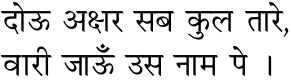 दोऊ अक्षर सब कुल तारे,
वारी जाऊँ उस नाम पे ।